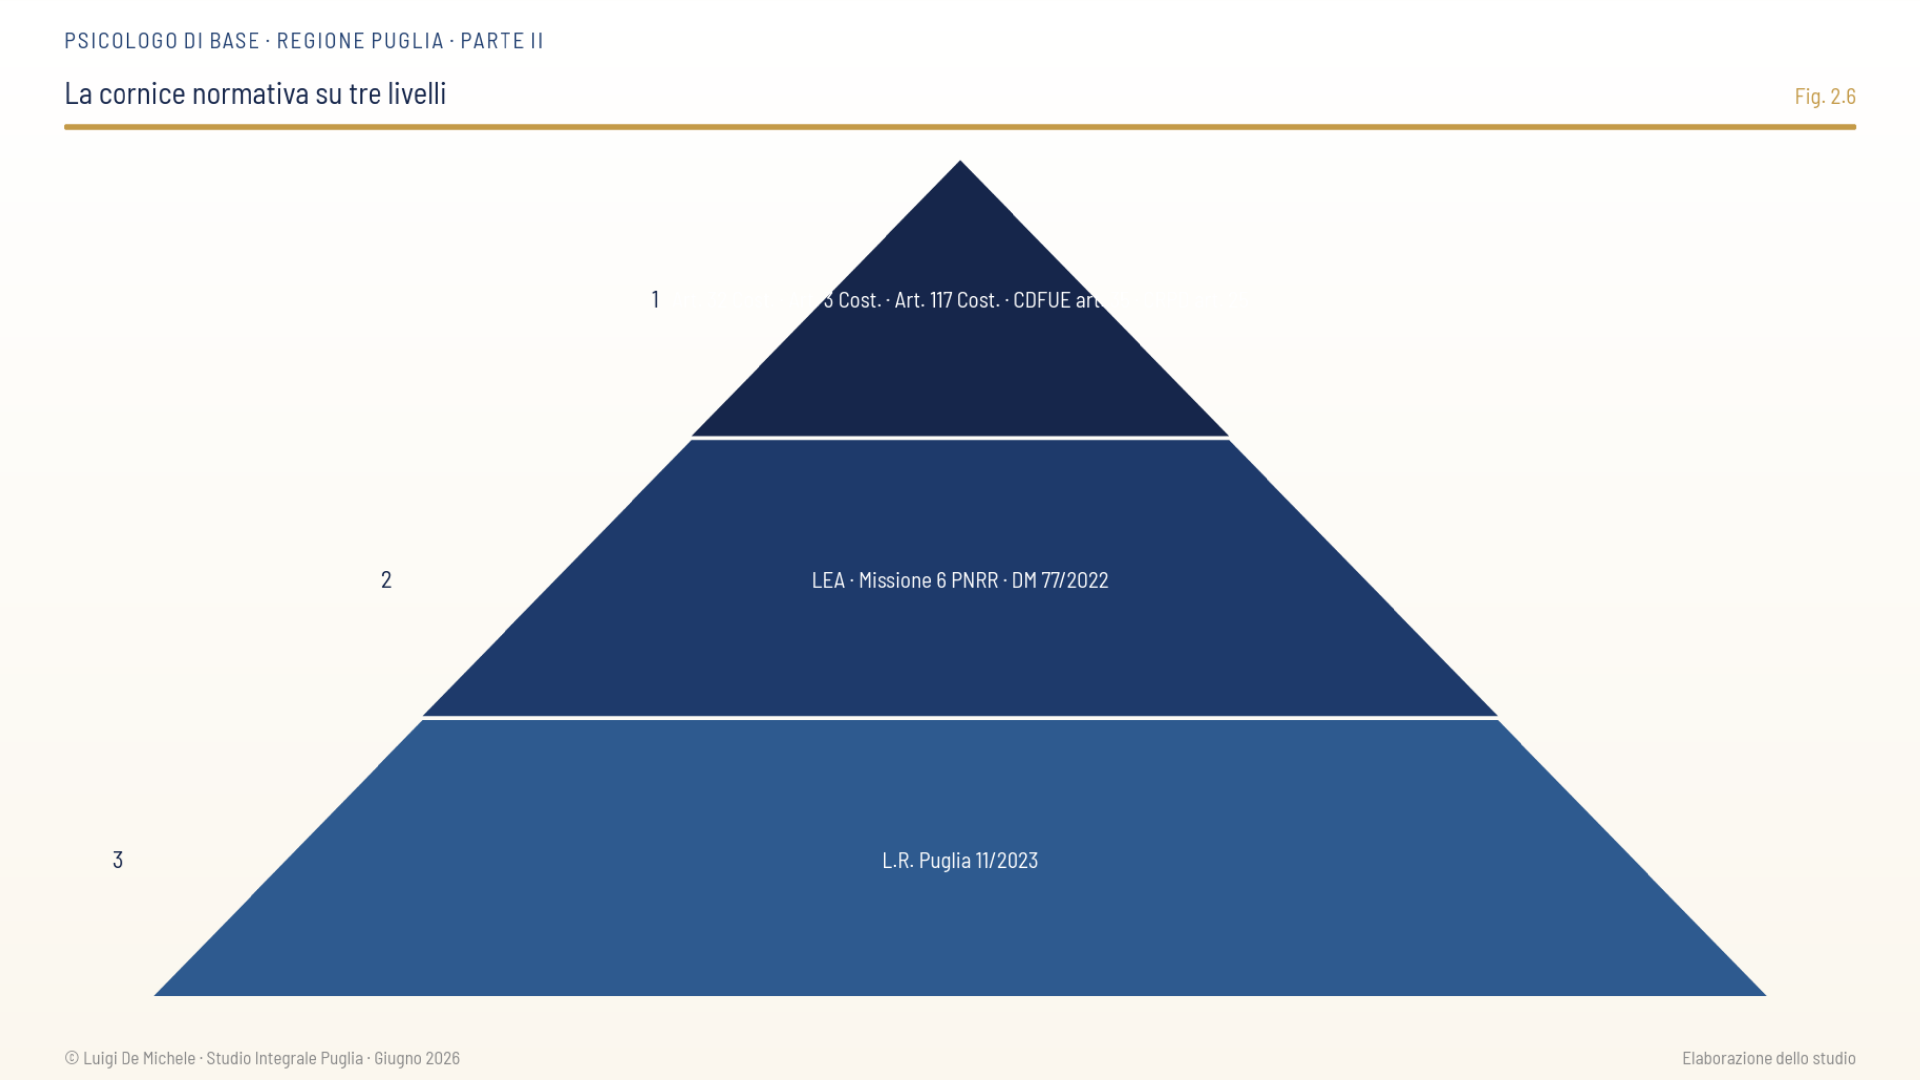 PSICOLOGO DI BASE · REGIONE PUGLIA · PARTE II
La cornice normativa su tre livelli
Fig. 2.6
1
3 Cost. · Art. 117 Cost. · CDFUE art.
2
LEA · Missione 6 PNRR · DM 77/2022
3
L.R. Puglia 11/2023
© Luigi De Michele · Studio Integrale Puglia · Giugno 2026
Elaborazione dello studio